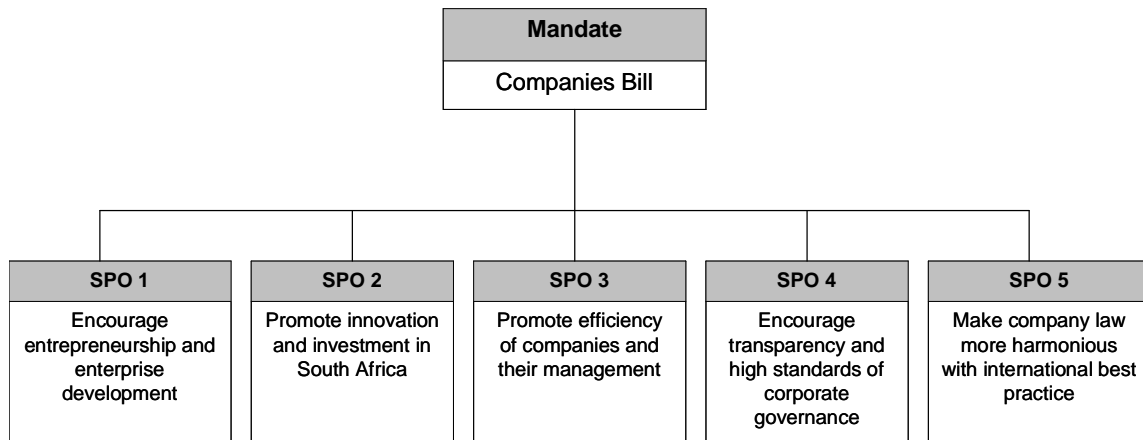 Mandate
Companies Bill
SPO 1
Encourage
entrepreneurship and
enterprise
development
SPO 2
Promote innovation
and investment in
South Africa
SPO 3
Promote efficiency
of companies and
their management
SPO 4
Encourage
transparency and
high standards of
corporate
governance
SPO 5
Make company law
more harmonious
with international best
practice